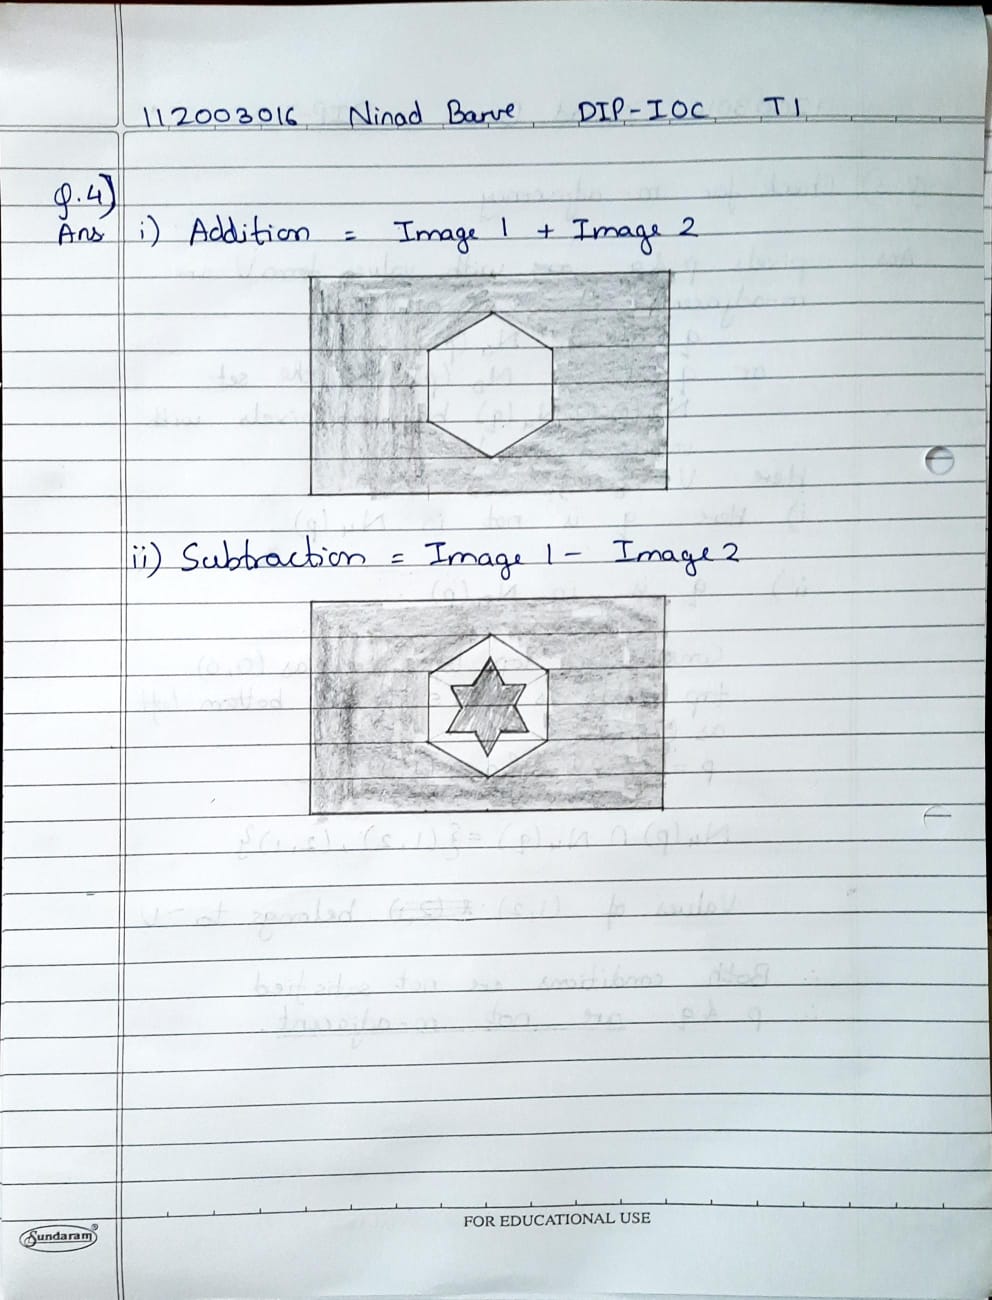 112003016 Ninad Barve DIP-IOC T1
Q.4)
Ans i) Addition = Image 1 + Image 2
ii) Subtraction = Image 1 - Image 2
FOR EDUCATIONAL USE
Sundaram®